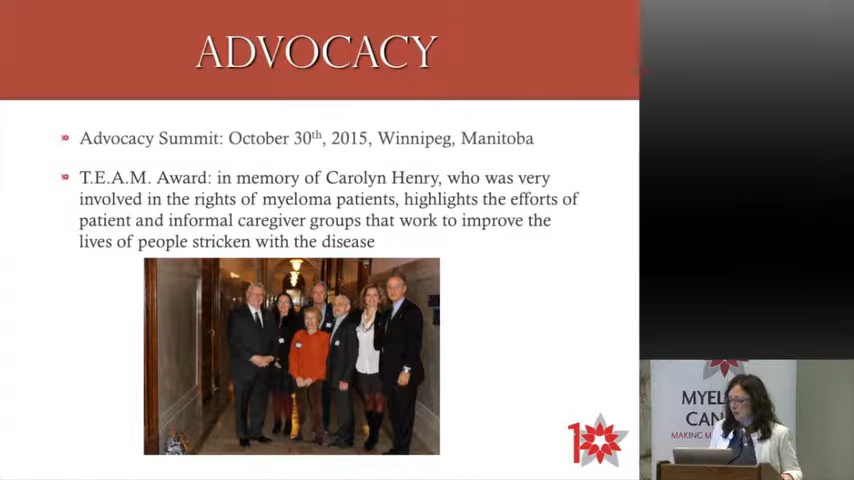 ADVOCACY
Advocacy Summit: October 30th, 2015, Winnipeg, Manitoba
T.E.A.M. Award: in memory of Carolyn Henry, who was very
involved in the rights of myeloma patients, highlights the efforts of
patient and informal caregiver groups that work to improve the
lives of people stricken with the disease
10
MYEL
CAN
MAKING M